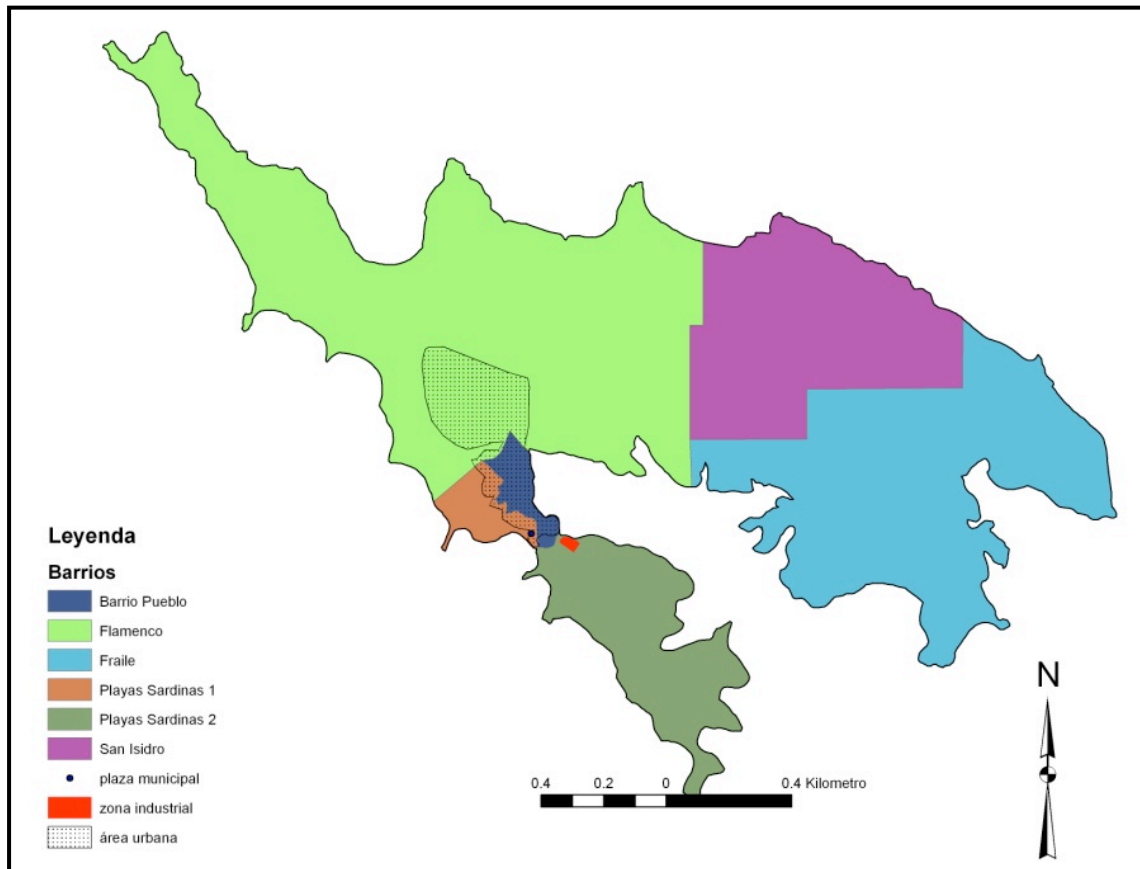 Leyenda
Barrios
Barrio Pueblo
Flamenco
Fraile
Playas Sardinas 1
Playas Sardinas 2
San Isidro
plaza municipal
zona industrial
área urbana
0.4 0.2 0 0.4 Kilometro
N